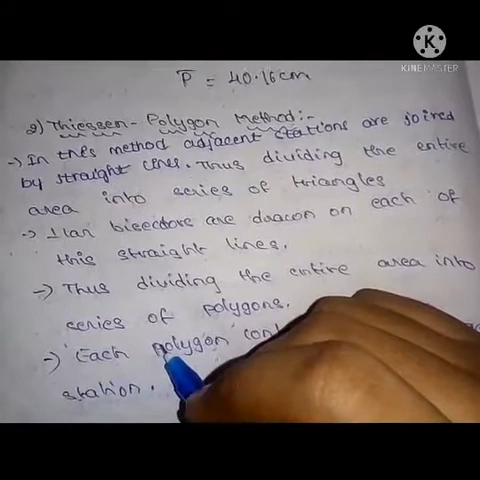 KINEMASTER
P̅ = 40.16cm
2) Thiessen-Polygon Method:-
-> In this method adjacent stations are joired
by straight lines. Thus dividing the entire
area into series of triangles
-> ⊥lar bisectors are dracon on each of
this straight lines.
-> Thus dividing the entire area into
series of polygons.
-> Each polygon
station.